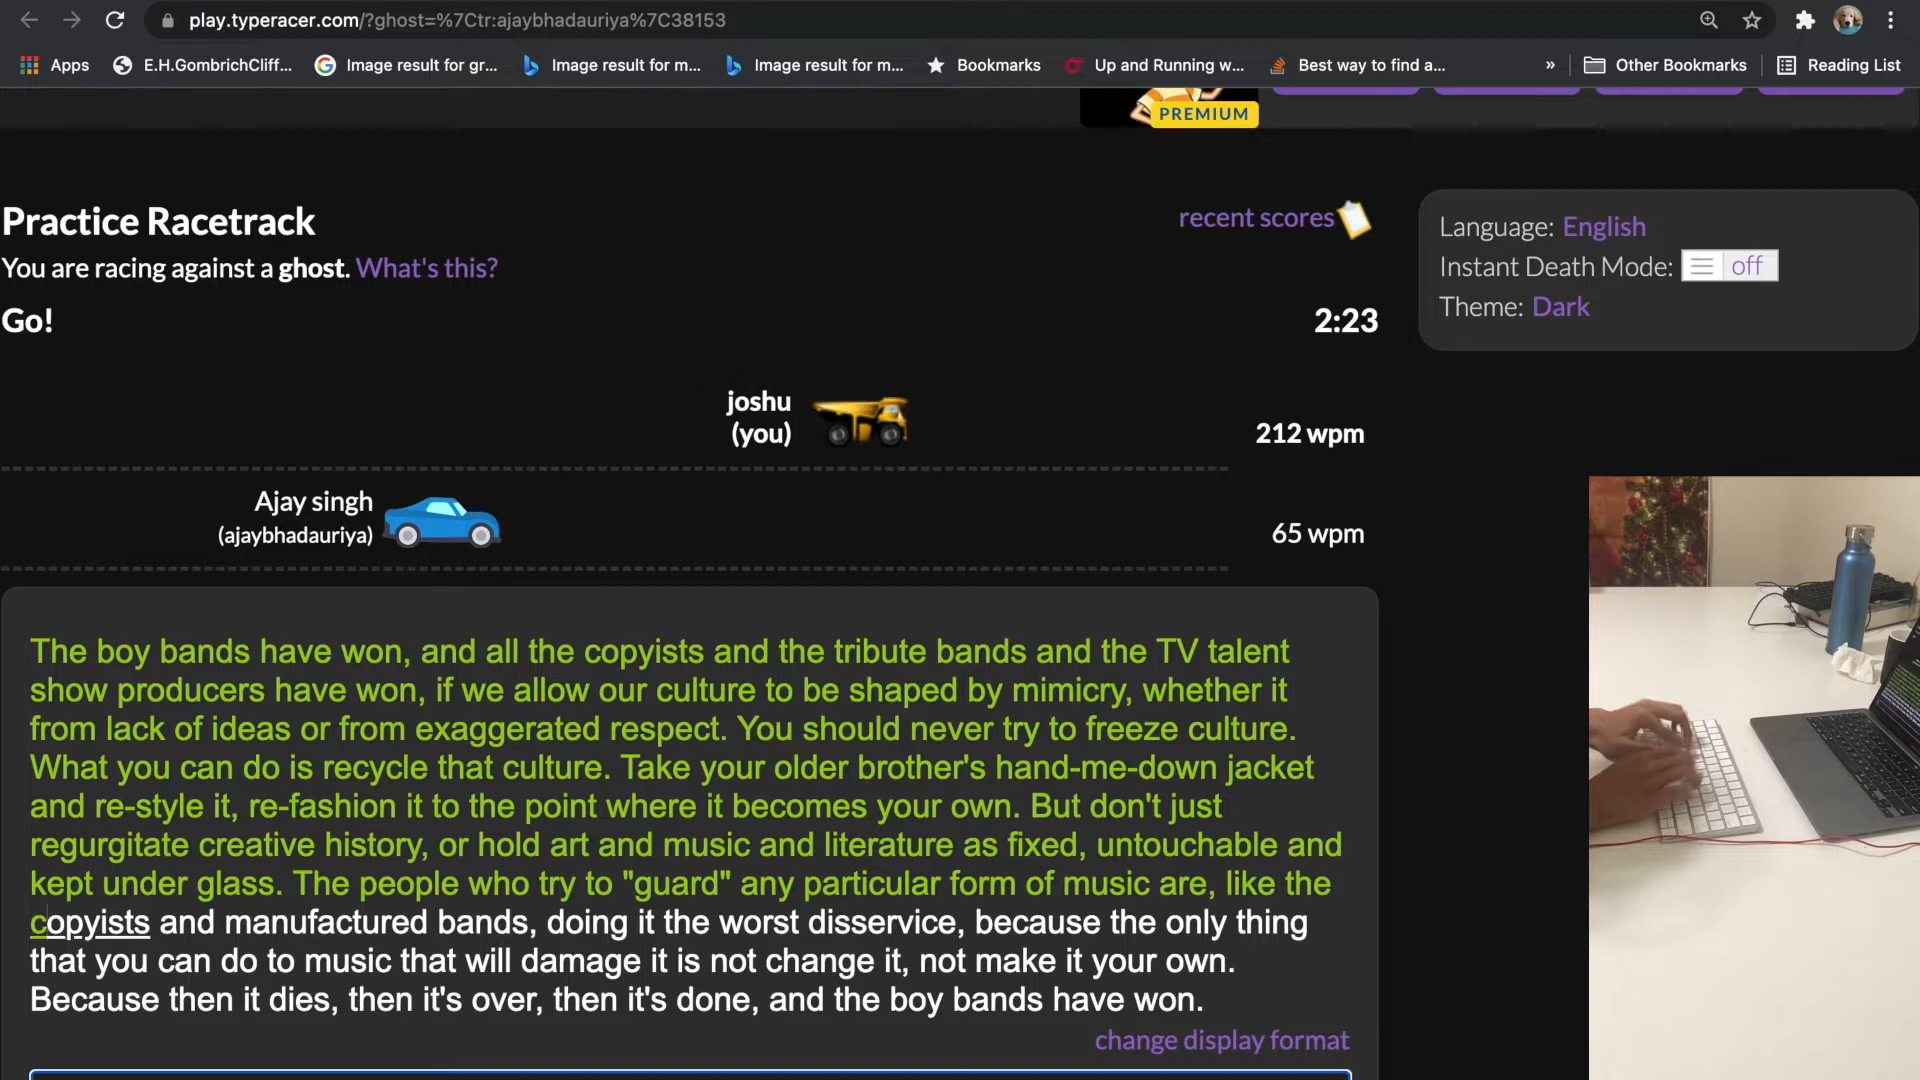 play.typeracer.com/?ghost=%7Ctr:ajaybhadauriya%7C38153
Apps
E.H.GombrichCliff...
Image result for gr...
Image result for m...
Image result for m...
Bookmarks
Up and Running w...
Best way to find a...
»
Other Bookmarks
Reading List
PREMIUM
Practice Racetrack
recent scores
You are racing against a ghost. What's this?
Go!
2:23
Language: English
Instant Death Mode: off
Theme: Dark
joshu
(you)
212 wpm
Ajay singh
(ajaybhadauriya)
65 wpm
The boy bands have won, and all the copyists and the tribute bands and the TV talent
show producers have won, if we allow our culture to be shaped by mimicry, whether it
from lack of ideas or from exaggerated respect. You should never try to freeze culture.
What you can do is recycle that culture. Take your older brother's hand-me-down jacket
and re-style it, re-fashion it to the point where it becomes your own. But don't just
regurgitate creative history, or hold art and music and literature as fixed, untouchable and
kept under glass. The people who try to "guard" any particular form of music are, like the
copyists and manufactured bands, doing it the worst disservice, because the only thing
that you can do to music that will damage it is not change it, not make it your own.
Because then it dies, then it's over, then it's done, and the boy bands have won.
change display format